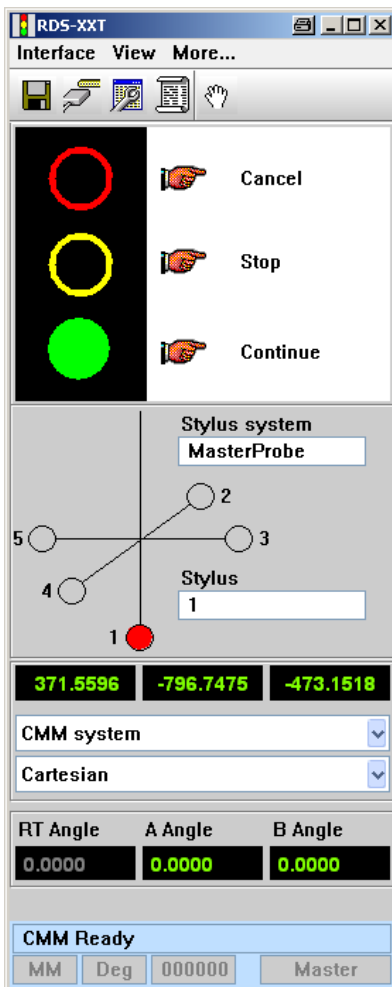 RDS-XXT
Interface View More...
Cancel
Stop
Continue
Stylus system
MasterProbe
2
5 3
4
Stylus
1
1
371.5596 -796.7475 -473.1518
CMM system
Cartesian
RT Angle A Angle B Angle
0.0000 0.0000 0.0000
CMM Ready
MM Deg 000000 Master